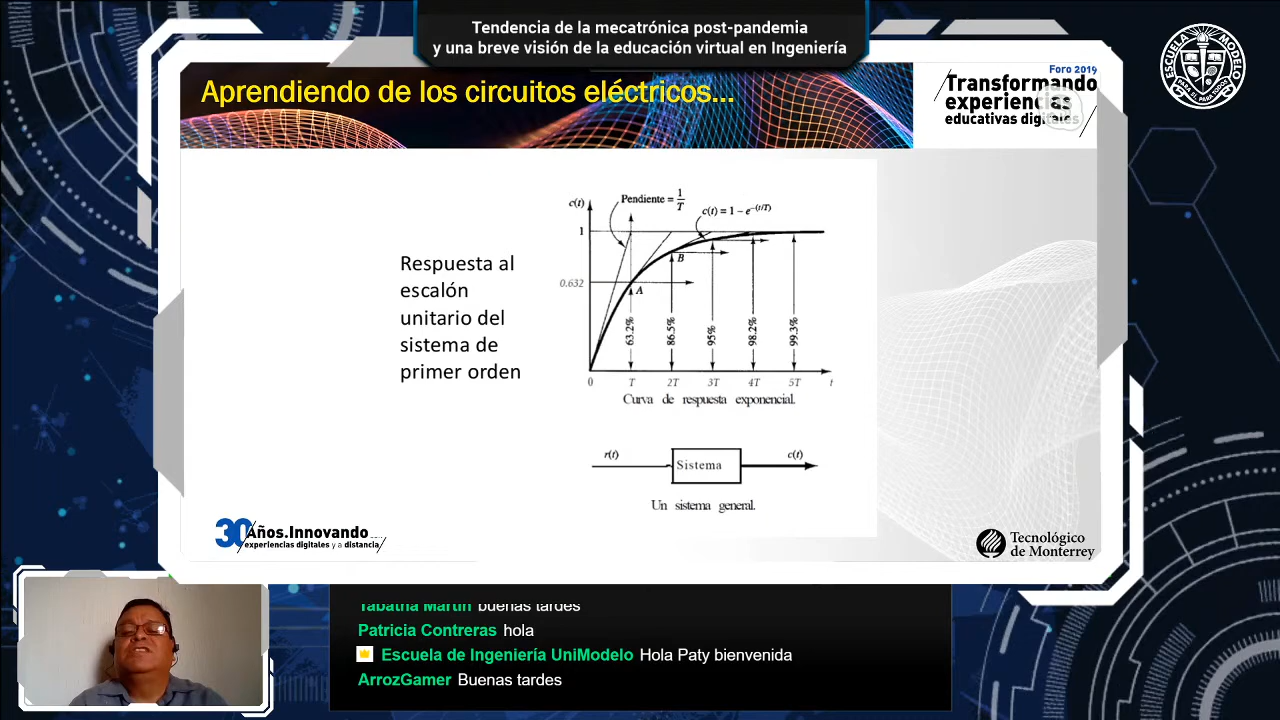 Tendencia de la mecatrónica post-pandemia
y una breve visión de la educación virtual en Ingeniería
ESCUELA MODELO
Aprendiendo de los circuitos eléctricos...
Foro 2019
Transformando
experiencias
educativas digitales
Respuesta al
escalón
unitario del
sistema de
primer orden
c(t)
Pendiente = 1/T
c(t) = 1 − e^−(t/T)
1
B
0.632
A
63.2%
86.5%
95%
98.2%
99.3%
0 T 2T 3T 4T 5T t
Curva de respuesta exponencial.
r(t)
Sistema
c(t)
Un sistema general.
30 Años.Innovando
experiencias digitales y a distancia
Tecnológico
de Monterrey
Tabatha Martin buenas tardes
Patricia Contreras hola
Escuela de Ingeniería UniModelo Hola Paty bienvenida
ArrozGamer Buenas tardes